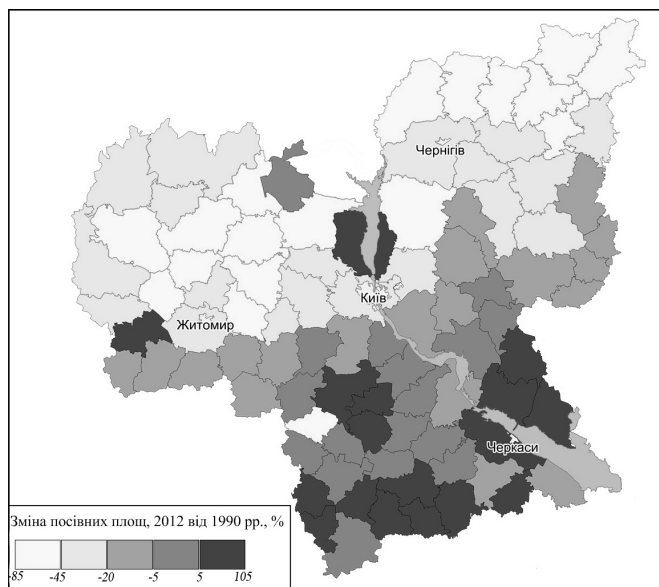 Чернігів
Київ
Житомир
Черкаси
Зміна посівних площ, 2012 від 1990 рр., %
-85 -45 -20 -5 5 105